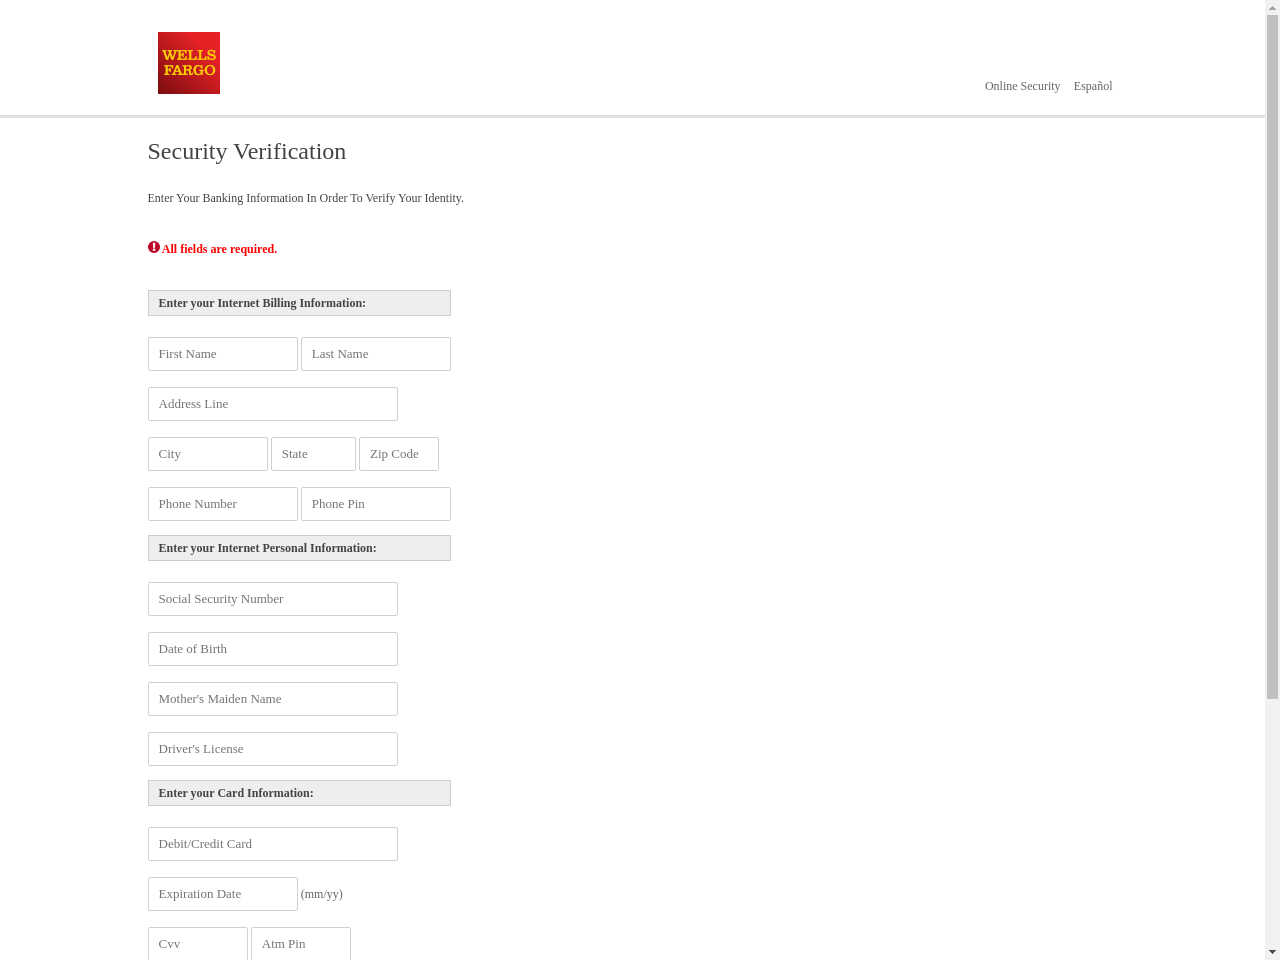 WELLS
FARGO
Online Security Español
Security Verification
Enter Your Banking Information In Order To Verify Your Identity.
All fields are required.
Enter your Internet Billing Information:
First Name Last Name
Address Line
City State Zip Code
Phone Number Phone Pin
Enter your Internet Personal Information:
Social Security Number
Date of Birth
Mother's Maiden Name
Driver's License
Enter your Card Information:
Debit/Credit Card
Expiration Date (mm/yy)
Cvv Atm Pin